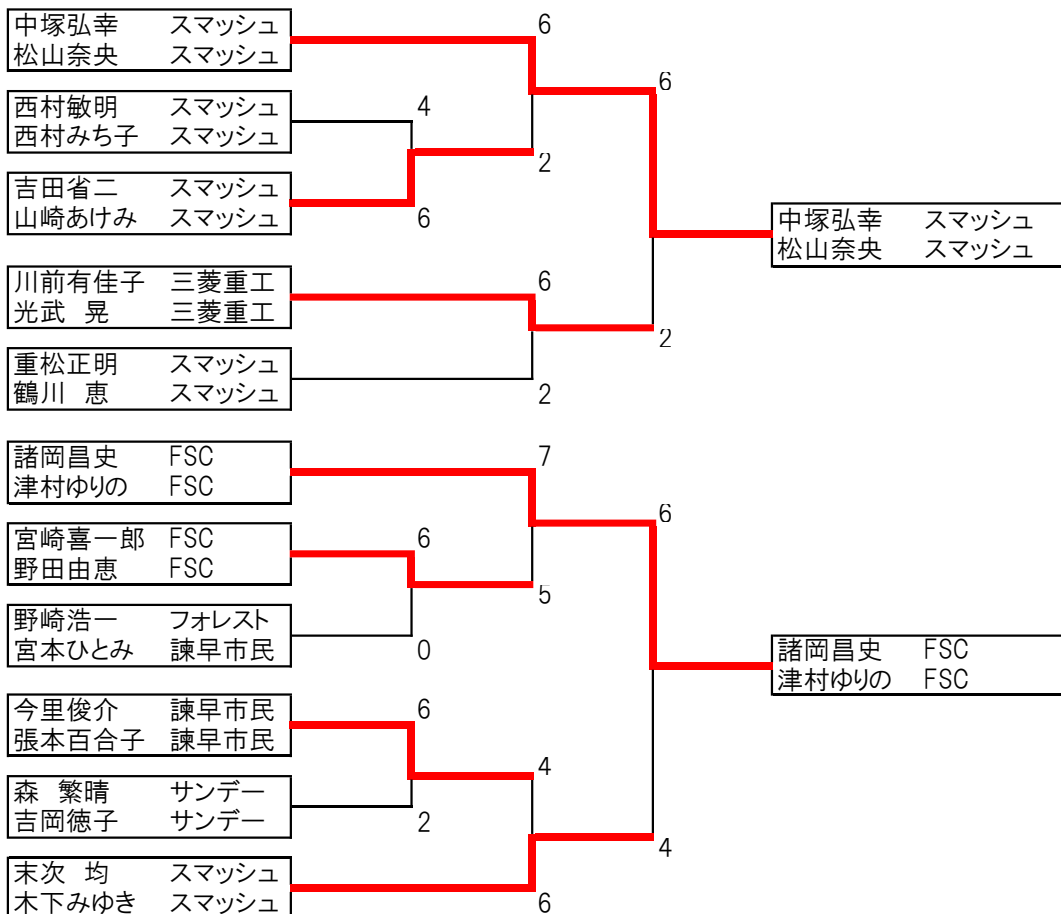 中塚弘幸 スマッシュ
松山奈央 スマッシュ
6
6
西村敏明 スマッシュ
西村みち子 スマッシュ
4
2
吉田省二 スマッシュ
山崎あけみ スマッシュ
6
中塚弘幸 スマッシュ
松山奈央 スマッシュ
川前有佳子 三菱重工
光武 晃 三菱重工
6
2
重松正明 スマッシュ
鶴川 恵 スマッシュ
2
諸岡昌史 FSC
津村ゆりの FSC
7
6
宮崎喜一郎 FSC
野田由恵 FSC
6
5
野崎浩一 フォレスト
宮本ひとみ 諫早市民
0
諸岡昌史 FSC
津村ゆりの FSC
今里俊介 諫早市民
張本百合子 諫早市民
6
4
森 繁晴 サンデー
吉岡徳子 サンデー
2
4
末次 均 スマッシュ
木下みゆき スマッシュ
6